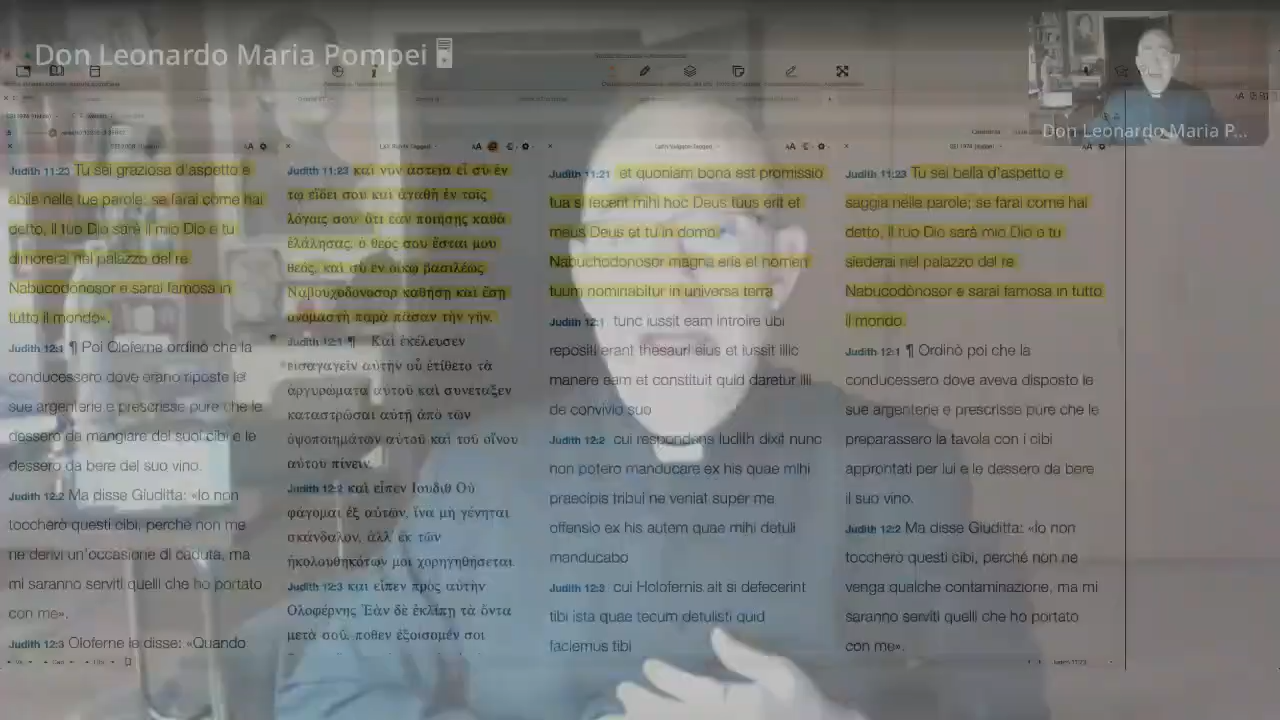 Don Leonardo Maria Pompei
Don Leonardo Maria P...
Judith 11:23 Tu sei graziosa d'aspetto e
abile nelle tue parole; se farai come hai
detto, il tuo Dio sarà il mio Dio e tu
dimorerai nel palazzo del re
Nabucodonosor e sarai famosa in
tutto il mondo».
Judith 12:1 ¶ Poi Oloferne ordinò che la
conducessero dove erano riposte le
sue argenterie e prescrisse pure che le
dessero da mangiare dei suoi cibi e le
dessero da bere del suo vino.
Judith 12:2 Ma disse Giuditta: «Io non
toccherò questi cibi, perché non me
ne derivi un'occasione di caduta, ma
mi saranno serviti quelli che ho portato
con me».
Judith 12:3 Oloferne le disse: «Quando
Judith 11:23 καὶ νῦν ἀστεία εἶ σὺ ἐν
τῷ εἴδει σου καὶ ἀγαθὴ ἐν τοῖς
λόγοις σου· ὅτι ἐὰν ποιήσῃς καθὰ
ἐλάλησας, ὁ θεός σου ἔσται μου
θεός, καὶ σὺ ἐν οἴκῳ βασιλέως
Ναβουχοδονοσορ καθήσῃ καὶ ἔσῃ
ὀνομαστὴ παρὰ πᾶσαν τὴν γῆν.
Judith 12:1 ¶ Καὶ ἐκέλευσεν
εἰσαγαγεῖν αὐτὴν οὗ ἐτίθετο τὰ
ἀργυρώματα αὐτοῦ καὶ συνέταξεν
καταστρῶσαι αὐτῇ ἀπὸ τῶν
ὀψοποιημάτων αὐτοῦ καὶ τοῦ οἴνου
αὐτοῦ πίνειν.
Judith 12:2 καὶ εἶπεν Ιουδιθ Οὐ
φάγομαι ἐξ αὐτῶν, ἵνα μὴ γένηται
σκάνδαλον, ἀλλ᾽ ἐκ τῶν
ἠκολουθηκότων μοι χορηγηθήσεται.
Judith 12:3 καὶ εἶπεν πρὸς αὐτὴν
Ολοφέρνης Ἐὰν δὲ ἐκλίπῃ τὰ ὄντα
μετὰ σοῦ, πόθεν ἐξοίσομέν σοι
Judith 11:21 et quoniam bona est promissio
tua si fecerit mihi hoc Deus tuus erit et
meus Deus et tu in domo
Nabuchodonosor magna eris et nomen
tuum nominabitur in universa terra
Judith 12:1 tunc iussit eam introire ubi
repositi erant thesauri eius et iussit illic
manere eam et constituit quid daretur illi
de convivio suo
Judith 12:2 cui respondens Iudith dixit nunc
non potero manducare ex his quae mihi
praecipis tribui ne veniat super me
offensio ex his autem quae mihi detuli
manducabo
Judith 12:3 cui Holofernis ait si defecerint
tibi ista quae tecum detulisti quid
faciemus tibi
Judith 11:23 Tu sei bella d'aspetto e
saggia nelle parole; se farai come hai
detto, il tuo Dio sarà mio Dio e tu
siederai nel palazzo del re
Nabucodònosor e sarai famosa in tutto
il mondo.
Judith 12:1 ¶ Ordinò poi che la
conducessero dove aveva disposto le
sue argenterie e prescrisse pure che le
preparassero la tavola con i cibi
approntati per lui e le dessero da bere
il suo vino.
Judith 12:2 Ma disse Giuditta: «Io non
toccherò questi cibi, perché non ne
venga qualche contaminazione, ma mi
saranno serviti quelli che ho portato
con me».